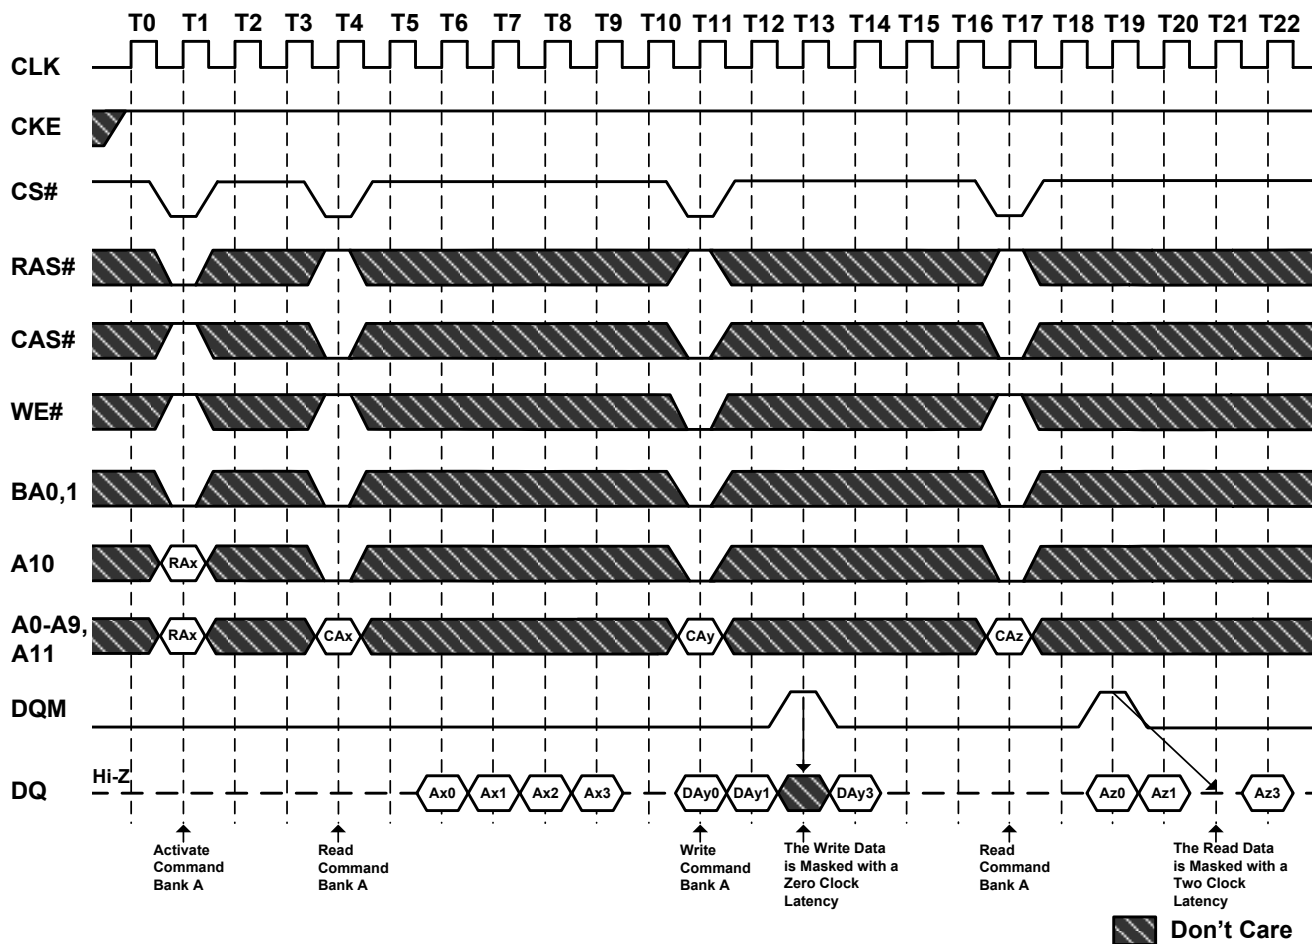 T0 T1 T2 T3 T4 T5 T6 T7 T8 T9 T10 T11 T12 T13 T14 T15 T16 T17 T18 T19 T20 T21 T22
CLK
CKE
CS#
RAS#
CAS#
WE#
BA0,1
A10
RAx
A0-A9,
A11
RAx CAx CAy CAz
DQM
Hi-Z
DQ
Ax0 Ax1 Ax2 Ax3 DAy0 DAy1 DAy3 Az0 Az1 Az3
Activate
Command
Bank A
Read
Command
Bank A
Write
Command
Bank A
The Write Data
is Masked with a
Zero Clock
Latency
Read
Command
Bank A
The Read Data
is Masked with a
Two Clock
Latency
Don't Care